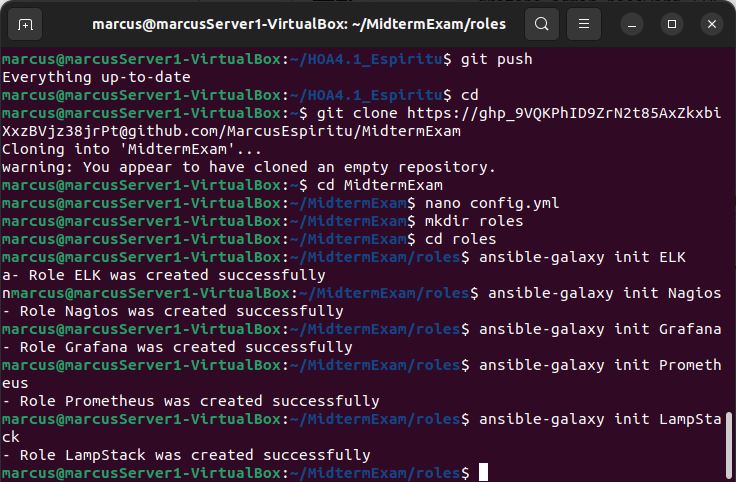 marcus@marcusServer1-VirtualBox: ~/MidtermExam/roles
marcus@marcusServer1-VirtualBox:~/HOA4.1_Espiritu$ git push
Everything up-to-date
marcus@marcusServer1-VirtualBox:~/HOA4.1_Espiritu$ cd
marcus@marcusServer1-VirtualBox:~$ git clone https://ghp_9VQKPhID9ZrN2t85AxZkxbi
XxzBVjz38jrPt@github.com/MarcusEspiritu/MidtermExam
Cloning into 'MidtermExam'...
warning: You appear to have cloned an empty repository.
marcus@marcusServer1-VirtualBox:~$ cd MidtermExam
marcus@marcusServer1-VirtualBox:~/MidtermExam$ nano config.yml
marcus@marcusServer1-VirtualBox:~/MidtermExam$ mkdir roles
marcus@marcusServer1-VirtualBox:~/MidtermExam$ cd roles
marcus@marcusServer1-VirtualBox:~/MidtermExam/roles$ ansible-galaxy init ELK
a- Role ELK was created successfully
nmarcus@marcusServer1-VirtualBox:~/MidtermExam/roles$ ansible-galaxy init Nagios
- Role Nagios was created successfully
marcus@marcusServer1-VirtualBox:~/MidtermExam/roles$ ansible-galaxy init Grafana
- Role Grafana was created successfully
marcus@marcusServer1-VirtualBox:~/MidtermExam/roles$ ansible-galaxy init Prometh
eus
- Role Prometheus was created successfully
marcus@marcusServer1-VirtualBox:~/MidtermExam/roles$ ansible-galaxy init LampSta
ck
- Role LampStack was created successfully
marcus@marcusServer1-VirtualBox:~/MidtermExam/roles$